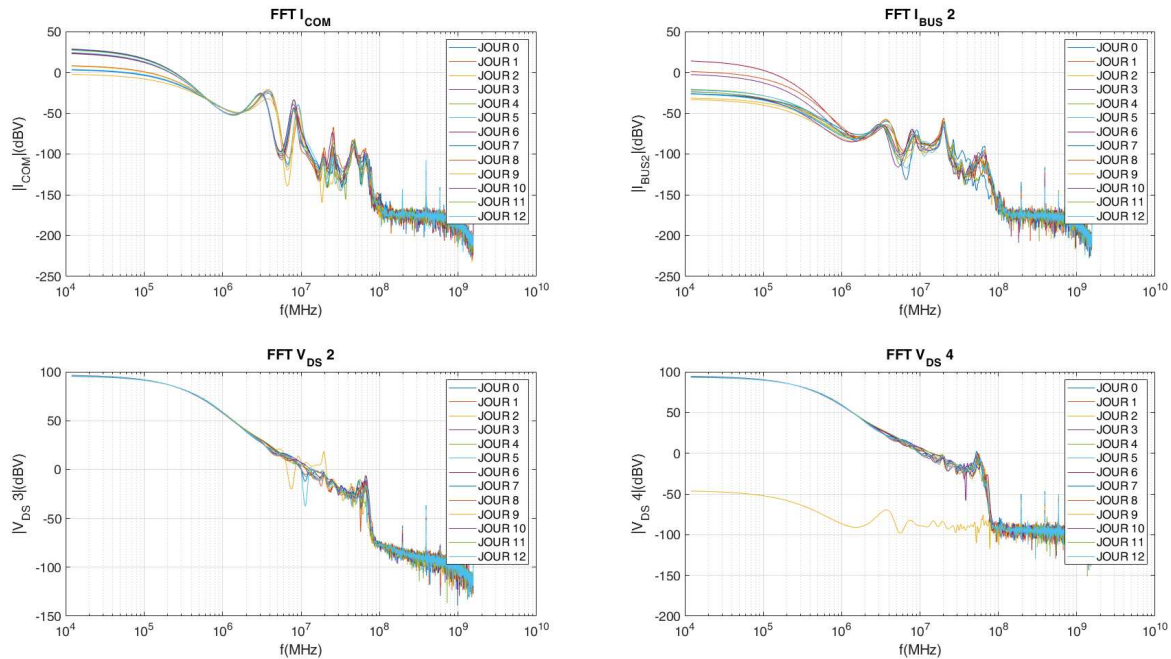 FFT I_COM
|I_COM|(dBV)
50
0
-50
-100
-150
-200
-250
10^4
10^5
10^6
10^7
10^8
10^9
10^10
f(MHz)
JOUR 0
JOUR 1
JOUR 2
JOUR 3
JOUR 4
JOUR 5
JOUR 6
JOUR 7
JOUR 8
JOUR 9
JOUR 10
JOUR 11
JOUR 12
FFT I_BUS 2
|I_BUS2|(dBV)
50
0
-50
-100
-150
-200
-250
10^4
10^5
10^6
10^7
10^8
10^9
10^10
f(MHz)
JOUR 0
JOUR 1
JOUR 2
JOUR 3
JOUR 4
JOUR 5
JOUR 6
JOUR 7
JOUR 8
JOUR 9
JOUR 10
JOUR 11
JOUR 12
FFT V_DS 2
|V_DS 3|(dBV)
100
50
0
-50
-100
-150
10^4
10^5
10^6
10^7
10^8
10^9
10^10
f(MHz)
JOUR 0
JOUR 1
JOUR 2
JOUR 3
JOUR 4
JOUR 5
JOUR 6
JOUR 7
JOUR 8
JOUR 9
JOUR 10
JOUR 11
JOUR 12
FFT V_DS 4
|V_DS 4|(dBV)
100
50
0
-50
-100
-150
-200
10^4
10^5
10^6
10^7
10^8
10^9
10^10
f(MHz)
JOUR 0
JOUR 1
JOUR 2
JOUR 3
JOUR 4
JOUR 5
JOUR 6
JOUR 7
JOUR 8
JOUR 9
JOUR 10
JOUR 11
JOUR 12